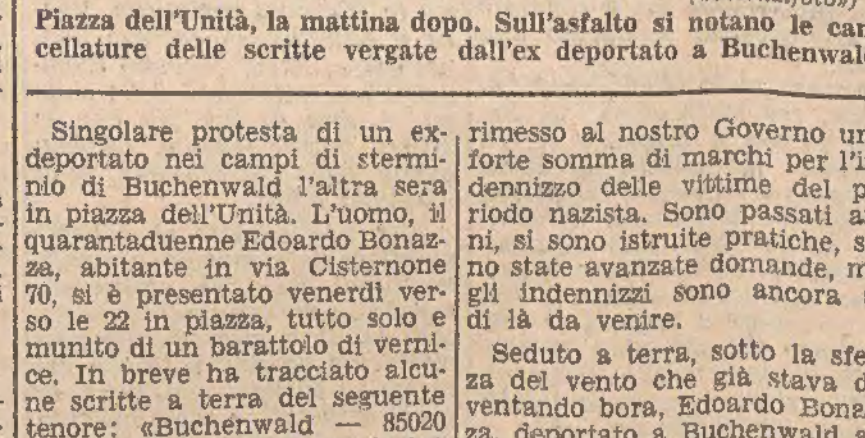 Piazza dell'Unità, la mattina dopo. Sull'asfalto si notano le can
cellature delle scritte vergate dall'ex deportato a Buchenwald
Singolare protesta di un ex-
deportato nei campi di stermi-
nio di Buchenwald l'altra sera
in piazza dell'Unità. L'uomo, il
quarantaduenne Edoardo Bonaz-
za, abitante in via Cisternone
70, si è presentato venerdì ver-
so le 22 in piazza, tutto solo e
munito di un barattolo di verni-
ce. In breve ha tracciato alcu-
ne scritte a terra del seguente
tenore: «Buchenwald — 85020
rimesso al nostro Governo un
forte somma di marchi per l'i
dennizzo delle vittime del p
riodo nazista. Sono passati a
ni, si sono istruite pratiche, s
no state avanzate domande, m
gli indennizzi sono ancora
di là da venire.
Seduto a terra, sotto la sfe
za del vento che già stava d
ventando bora, Edoardo Bona
za, deportato a Buchenwald